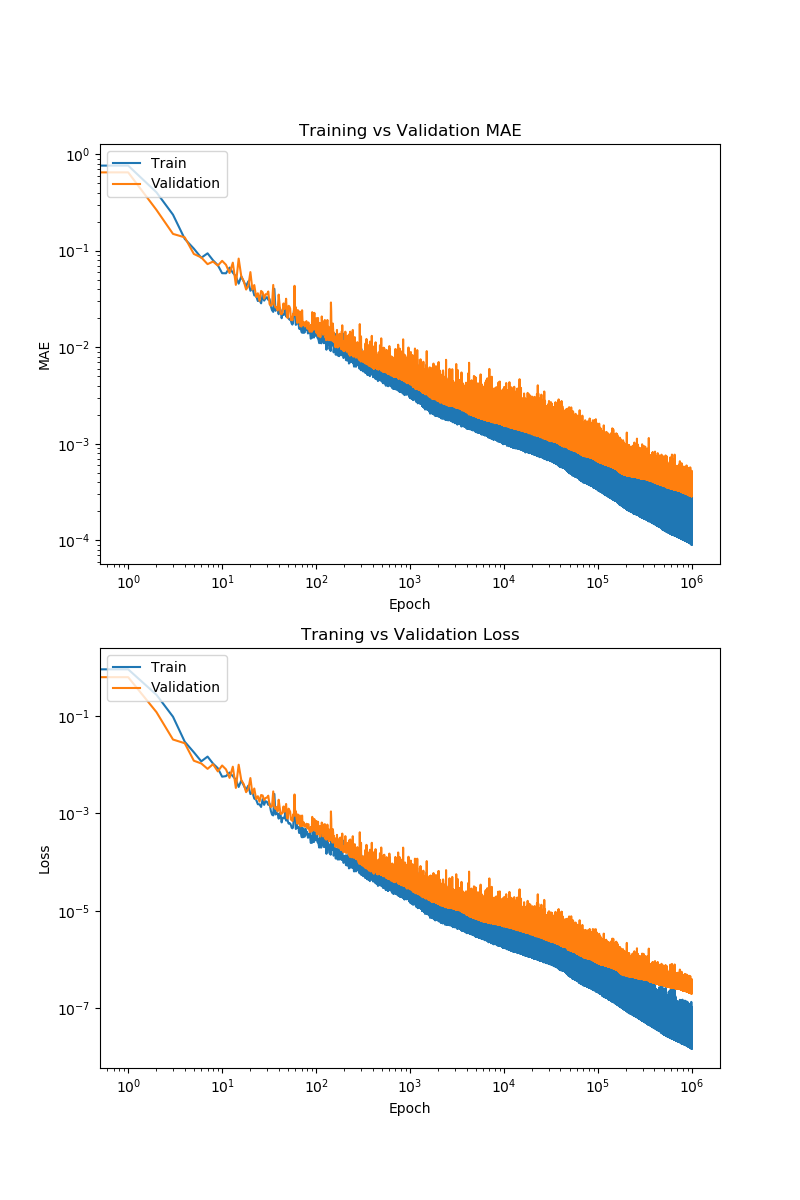 Training vs Validation MAE
Train
Validation
MAE
10^0
10^-1
10^-2
10^-3
10^-4
10^0 10^1 10^2 10^3 10^4 10^5 10^6
Epoch
Traning vs Validation Loss
Train
Validation
Loss
10^-1
10^-3
10^-5
10^-7
10^0 10^1 10^2 10^3 10^4 10^5 10^6
Epoch